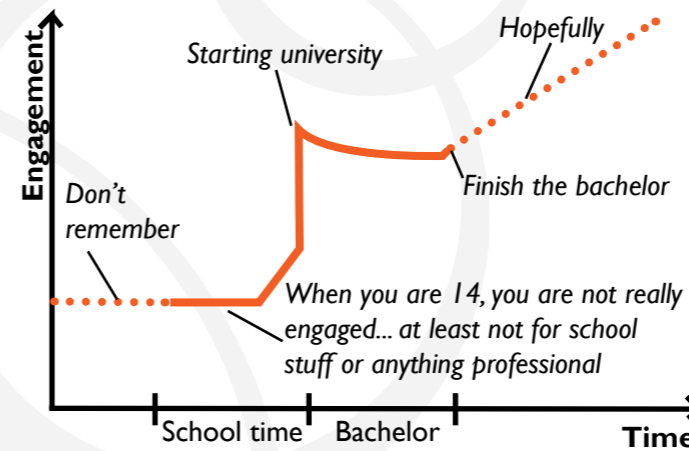 Engagement
Starting university
Hopefully
Don't
remember
Finish the bachelor
When you are 14, you are not really
engaged... at least not for school
stuff or anything professional
School time
Bachelor
Time